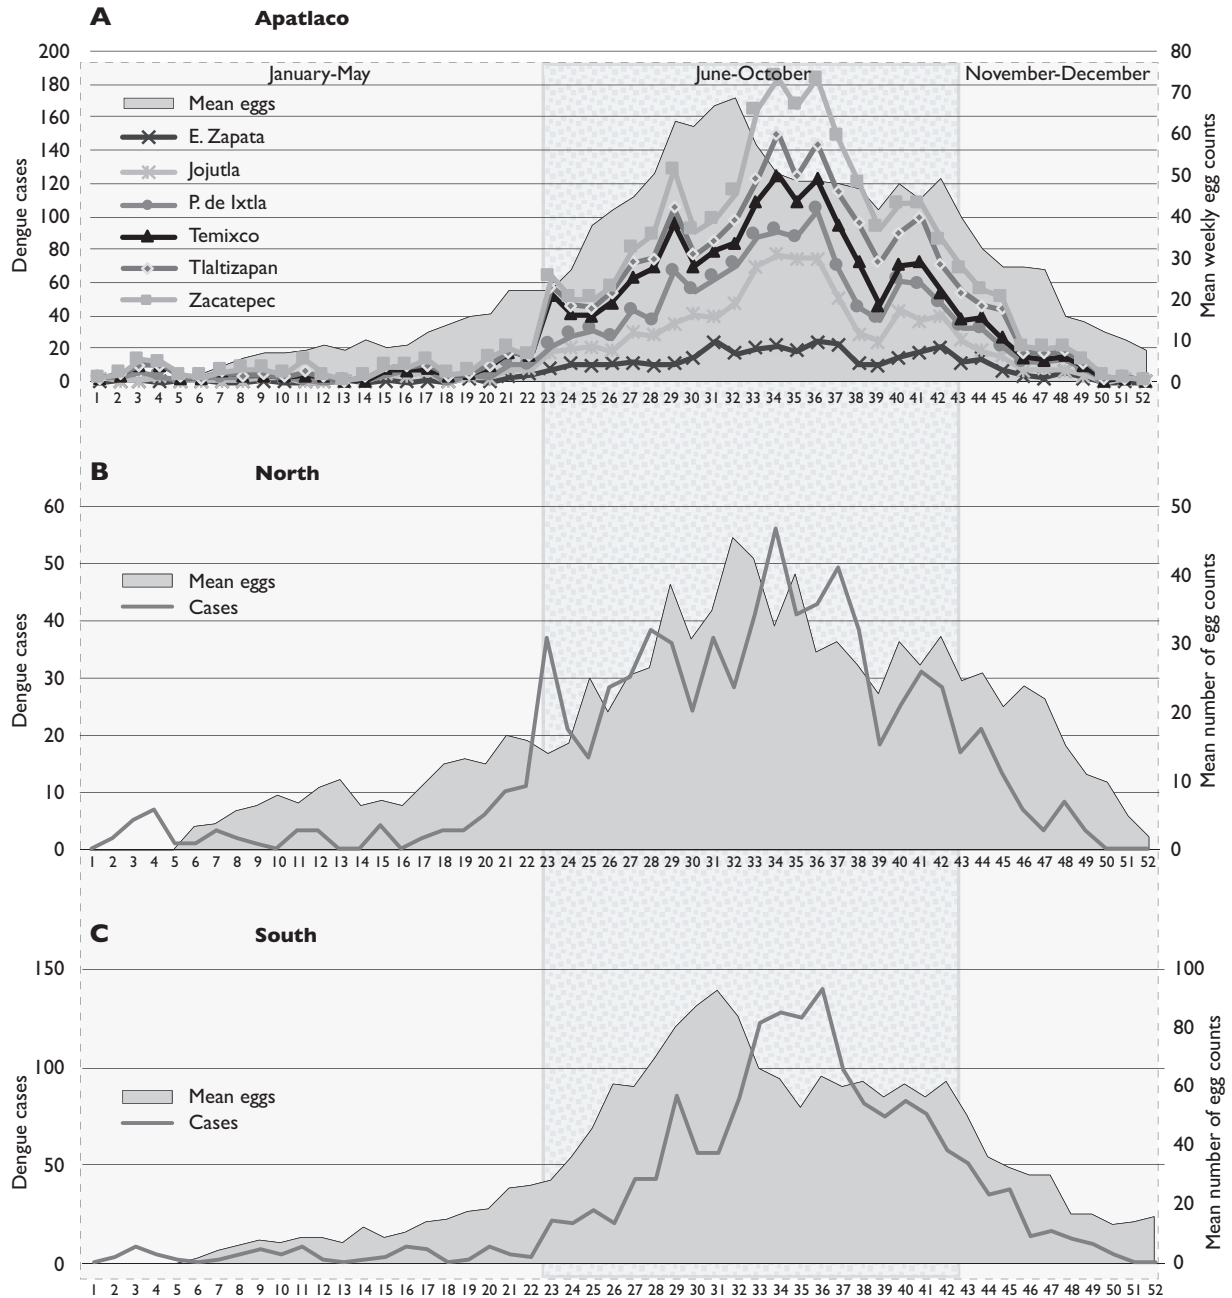 A Apatlaco
200 80
January-May June-October November-December
180 70
Mean eggs
160
E. Zapata 60
140
Jojutla
120 50
P. de Ixtla
100 40
Temixco
80
Tlaltizapan 30
60
Zacatepec 20
40
20 10
0 0
Dengue cases
Mean weekly egg counts
1 2 3 4 5 6 7 8 9 10 11 12 13 14 15 16 17 18 19 20 21 22 23 24 25 26 27 28 29 30 31 32 33 34 35 36 37 38 39 40 41 42 43 44 45 46 47 48 49 50 51 52
B North
60 50
50
Mean eggs 40
Cases
40
30
30
20
20
10 10
0 0
Dengue cases
Mean number of egg counts
1 2 3 4 5 6 7 8 9 10 11 12 13 14 15 16 17 18 19 20 21 22 23 24 25 26 27 28 29 30 31 32 33 34 35 36 37 38 39 40 41 42 43 44 45 46 47 48 49 50 51 52
C South
150 100
80
100
Mean eggs 60
Cases
40
50
20
0 0
Dengue cases
Mean number of egg counts
1 2 3 4 5 6 7 8 9 10 11 12 13 14 15 16 17 18 19 20 21 22 23 24 25 26 27 28 29 30 31 32 33 34 35 36 37 38 39 40 41 42 43 44 45 46 47 48 49 50 51 52